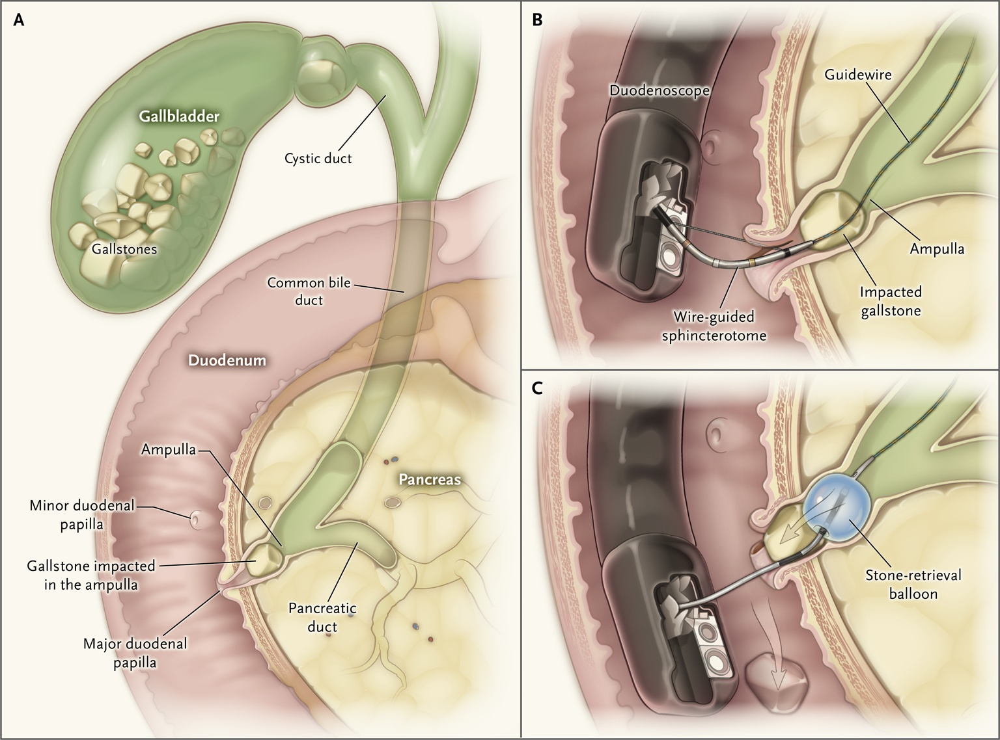 A
Gallbladder
Cystic duct
Gallstones
Common bile
duct
Duodenum
Ampulla
Pancreas
Minor duodenal
papilla
Gallstone impacted
in the ampulla
Pancreatic
duct
Major duodenal
papilla
B
Guidewire
Duodenoscope
Ampulla
Impacted
gallstone
Wire-guided
sphincterotome
C
Stone-retrieval
balloon